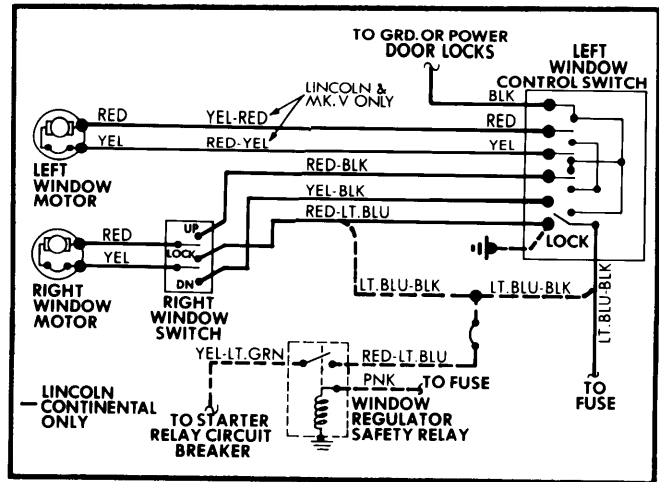 TO GRD. OR POWER
DOOR LOCKS
LEFT
WINDOW
CONTROL SWITCH
LINCOLN &
MK. V ONLY
BLK
RED
YEL-RED
RED
YEL
RED-YEL
YEL
LEFT
WINDOW
MOTOR
RED-BLK
YEL-BLK
RED-LT.BLU
UP
LOCK
DN
RED
YEL
LOCK
RIGHT
WINDOW
MOTOR
RIGHT
WINDOW
SWITCH
LT.BLU-BLK
LT.BLU-BLK
LT.BLU-BLK
YEL-LT.GRN
RED-LT.BLU
PNK
TO FUSE
TO
FUSE
LINCOLN
CONTINENTAL
ONLY
TO STARTER
RELAY CIRCUIT
BREAKER
WINDOW
REGULATOR
SAFETY RELAY